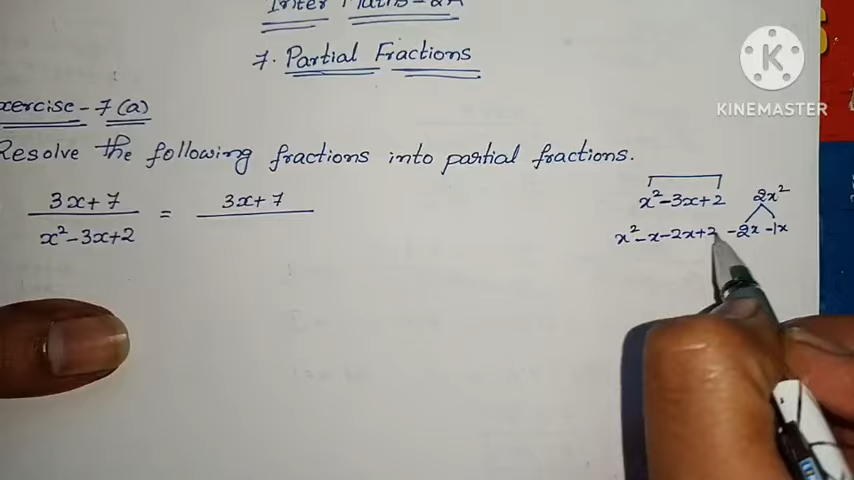 Inter Maths-2A
7. Partial Fractions
KINEMASTER
xercise-7(a)
Resolve the following fractions into partial fractions.
3x+7 / x²-3x+2 = 3x+7
x²-3x+2 2x²
x²-x-2x+2 -2x -1x